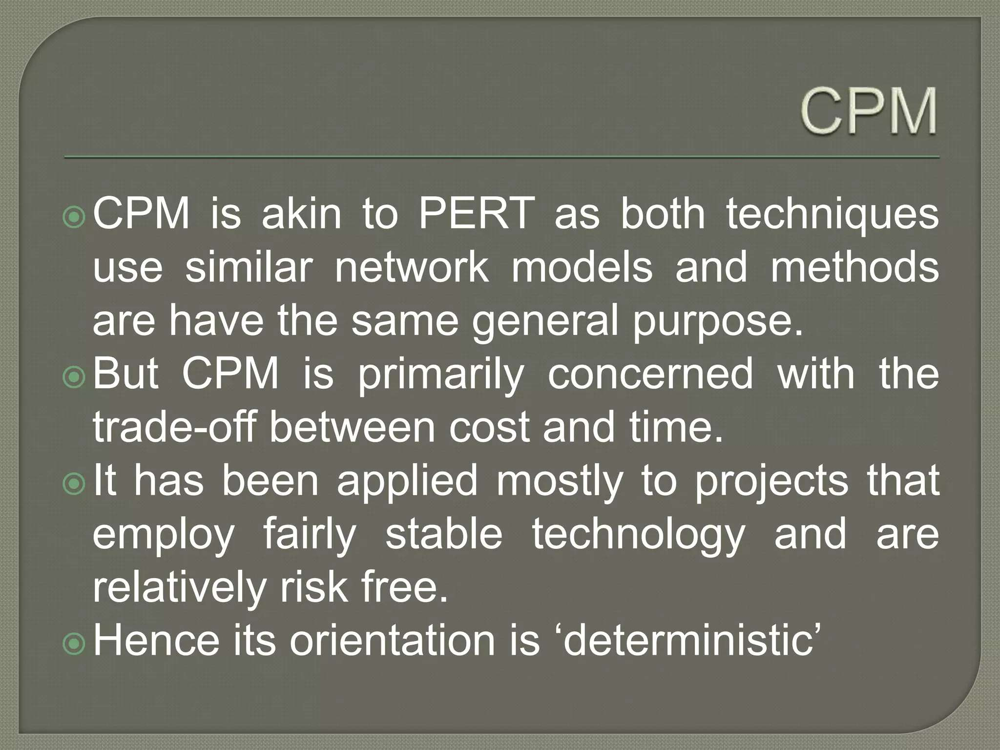 CPM
CPM is akin to PERT as both techniques
use similar network models and methods
are have the same general purpose.
But CPM is primarily concerned with the
trade-off between cost and time.
It has been applied mostly to projects that
employ fairly stable technology and are
relatively risk free.
Hence its orientation is ‘deterministic’